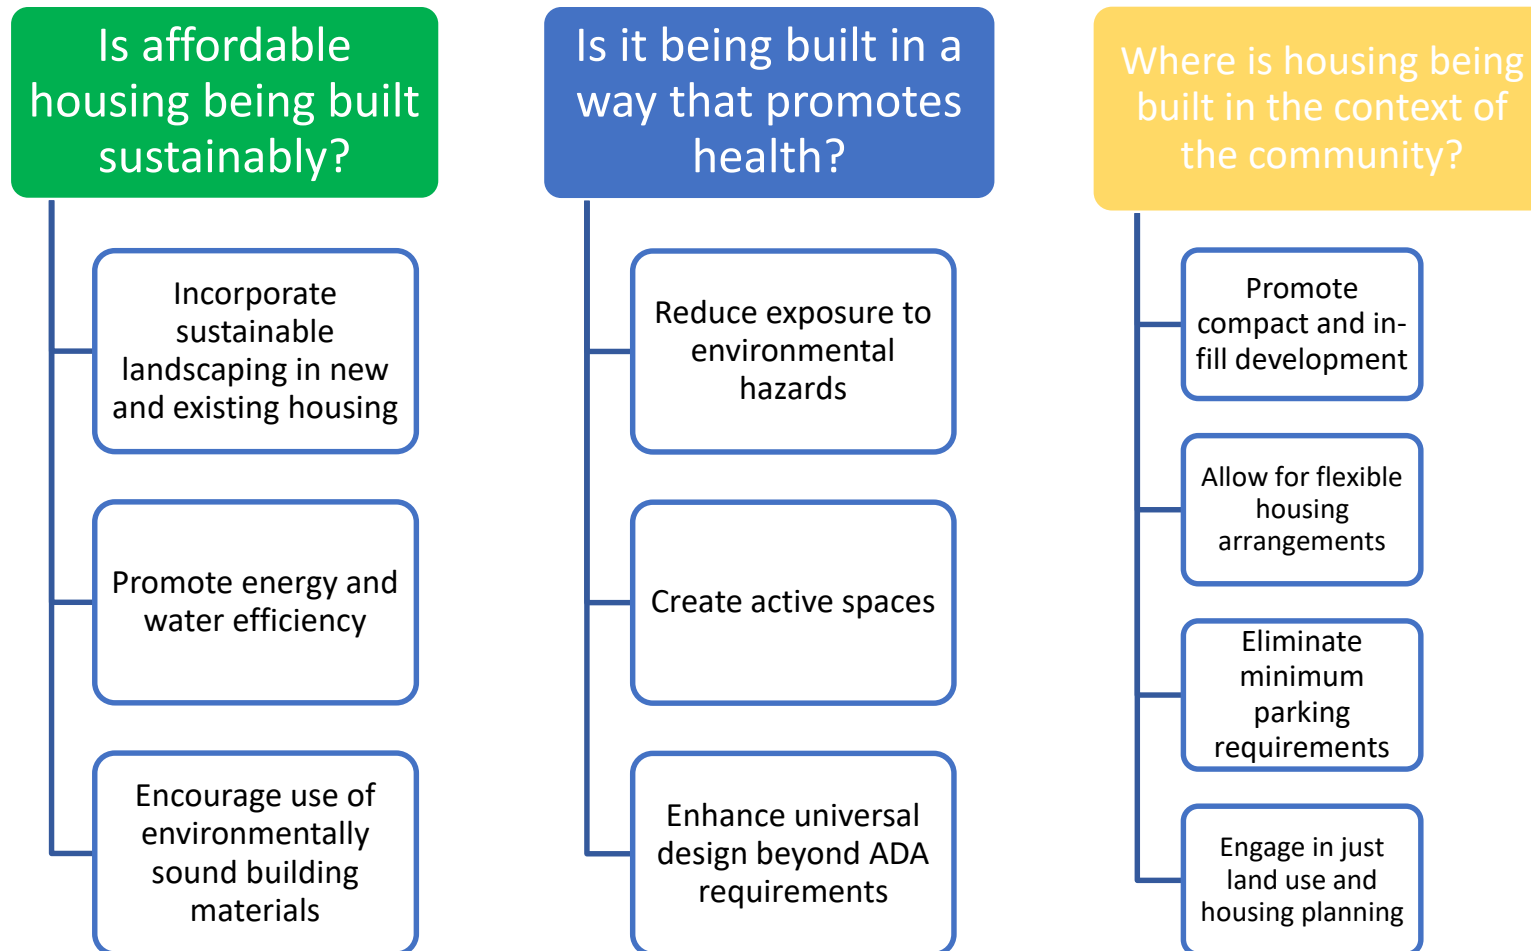 Is affordable
housing being built
sustainably?
Incorporate
sustainable
landscaping in new
and existing housing
Promote energy and
water efficiency
Encourage use of
environmentally
sound building
materials
Is it being built in a
way that promotes
health?
Reduce exposure to
environmental
hazards
Create active spaces
Enhance universal
design beyond ADA
requirements
Where is housing being
built in the context of
the community?
Promote
compact and in-
fill development
Allow for flexible
housing
arrangements
Eliminate
minimum
parking
requirements
Engage in just
land use and
housing planning